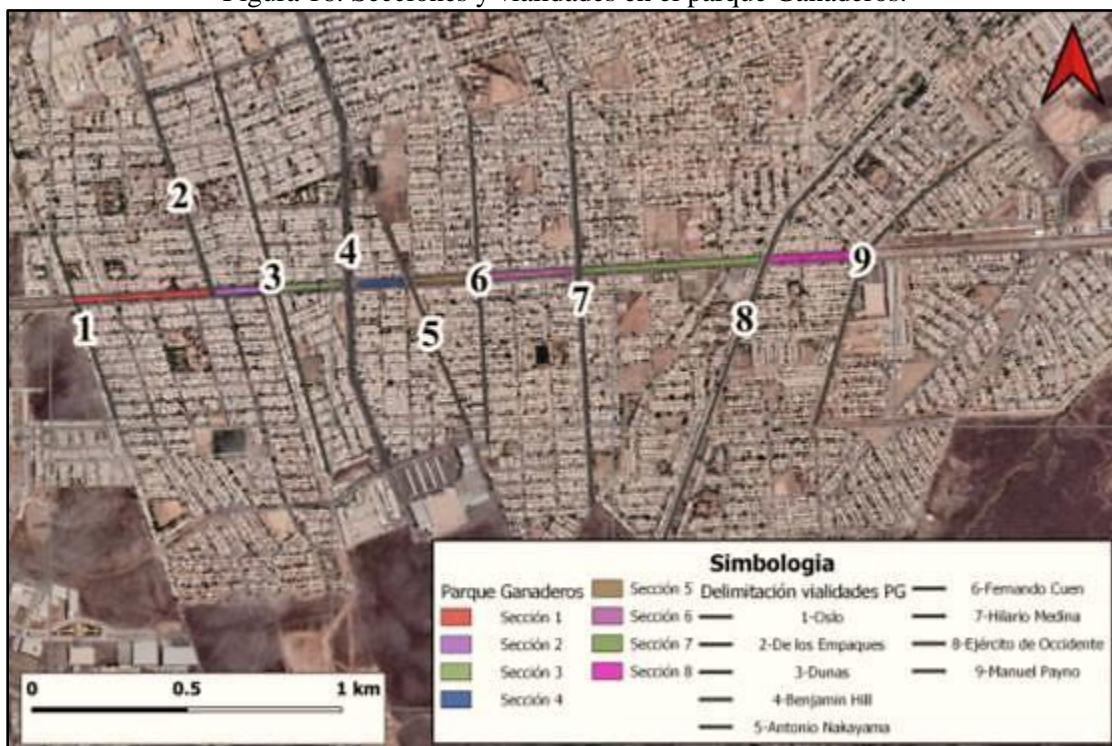 Figura 18. Secciones y vialidades en el parque Ganaderos.
2
4
3
6
9
7
1
5
8
Simbologia
Parque Ganaderos
Sección 1
Sección 2
Sección 3
Sección 4
Sección 5
Sección 6
Sección 7
Sección 8
Delimitación vialidades PG
1-Oslo
2-De los Empaques
3-Dunas
4-Benjamin Hill
5-Antonio Nakayama
6-Fernando Cuen
7-Hilario Medina
8-Ejército de Occidente
9-Manuel Payno
0 0.5 1 km